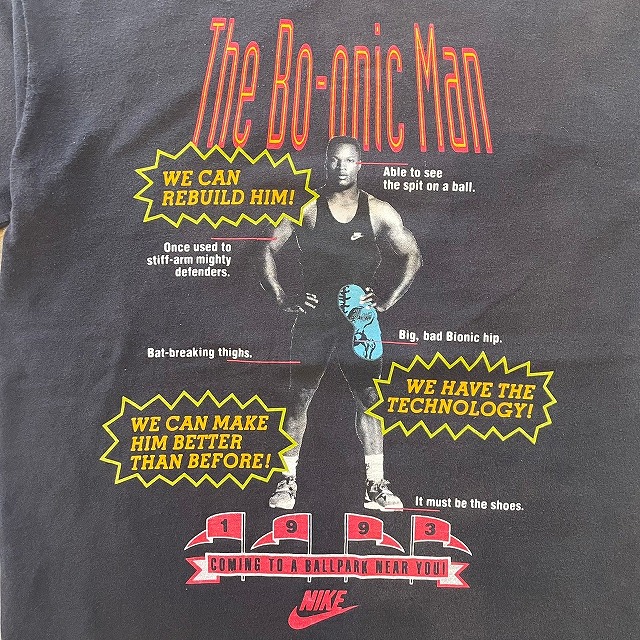 The Bo-onic Man
Able to see
the spit on a ball.
WE CAN
REBUILD HIM!
Once used to
stiff-arm mighty
defenders.
Big, bad Bionic hip.
Bat-breaking thighs.
WE HAVE THE
TECHNOLOGY!
WE CAN MAKE
HIM BETTER
THAN BEFORE!
It must be the shoes.
1 9 9 3
COMING TO A BALLPARK NEAR YOU!
NIKE